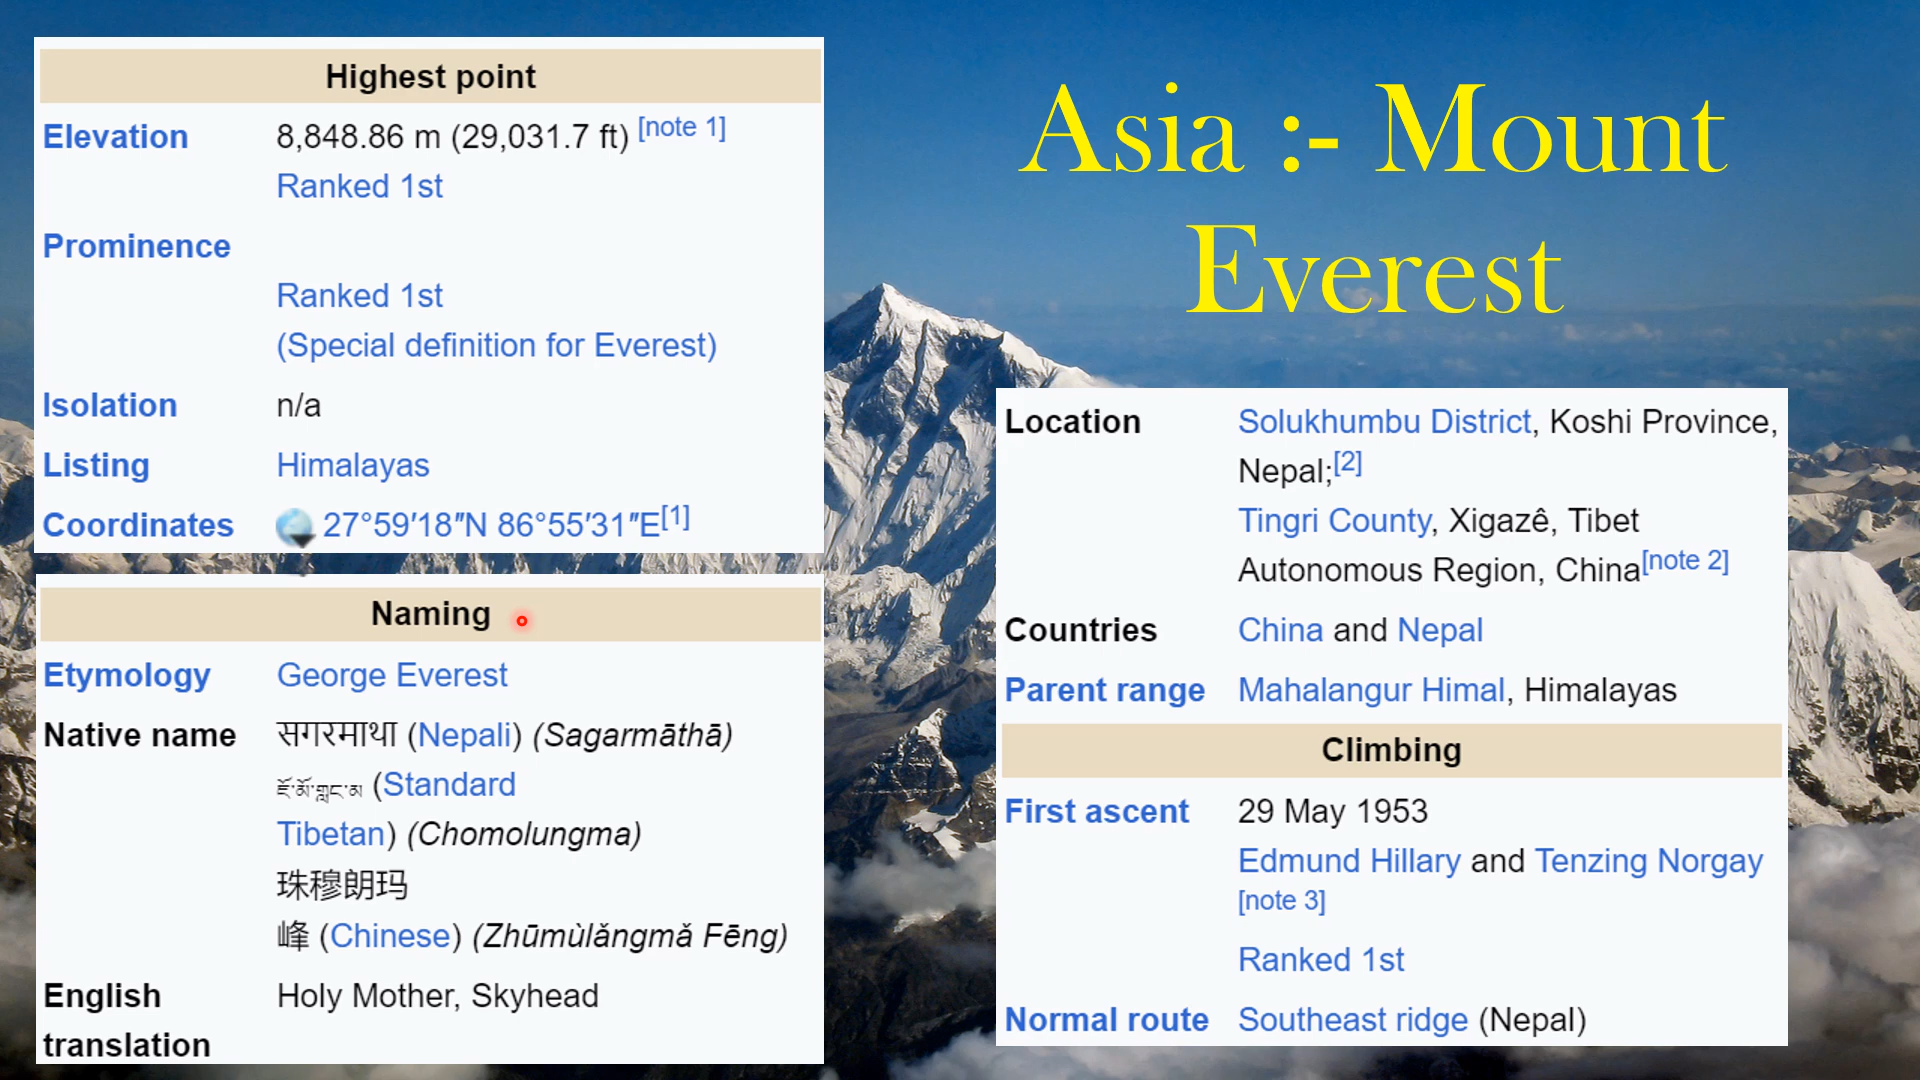 Asia :- Mount
Everest
Highest point
Elevation 8,848.86 m (29,031.7 ft) [note 1]
Ranked 1st
Prominence
Ranked 1st
(Special definition for Everest)
Isolation n/a
Listing Himalayas
Coordinates 27°59′18″N 86°55′31″E[1]
Naming
Etymology George Everest
Native name सगरमाथा (Nepali) (Sagarmāthā)
ཇོ་མོ་གླང་མ (Standard
Tibetan) (Chomolungma)
珠穆朗玛
峰 (Chinese) (Zhūmùlǎngmǎ Fēng)
English Holy Mother, Skyhead
translation
Location Solukhumbu District, Koshi Province,
Nepal;[2]
Tingri County, Xigazê, Tibet
Autonomous Region, China[note 2]
Countries China and Nepal
Parent range Mahalangur Himal, Himalayas
Climbing
First ascent 29 May 1953
Edmund Hillary and Tenzing Norgay
[note 3]
Ranked 1st
Normal route Southeast ridge (Nepal)